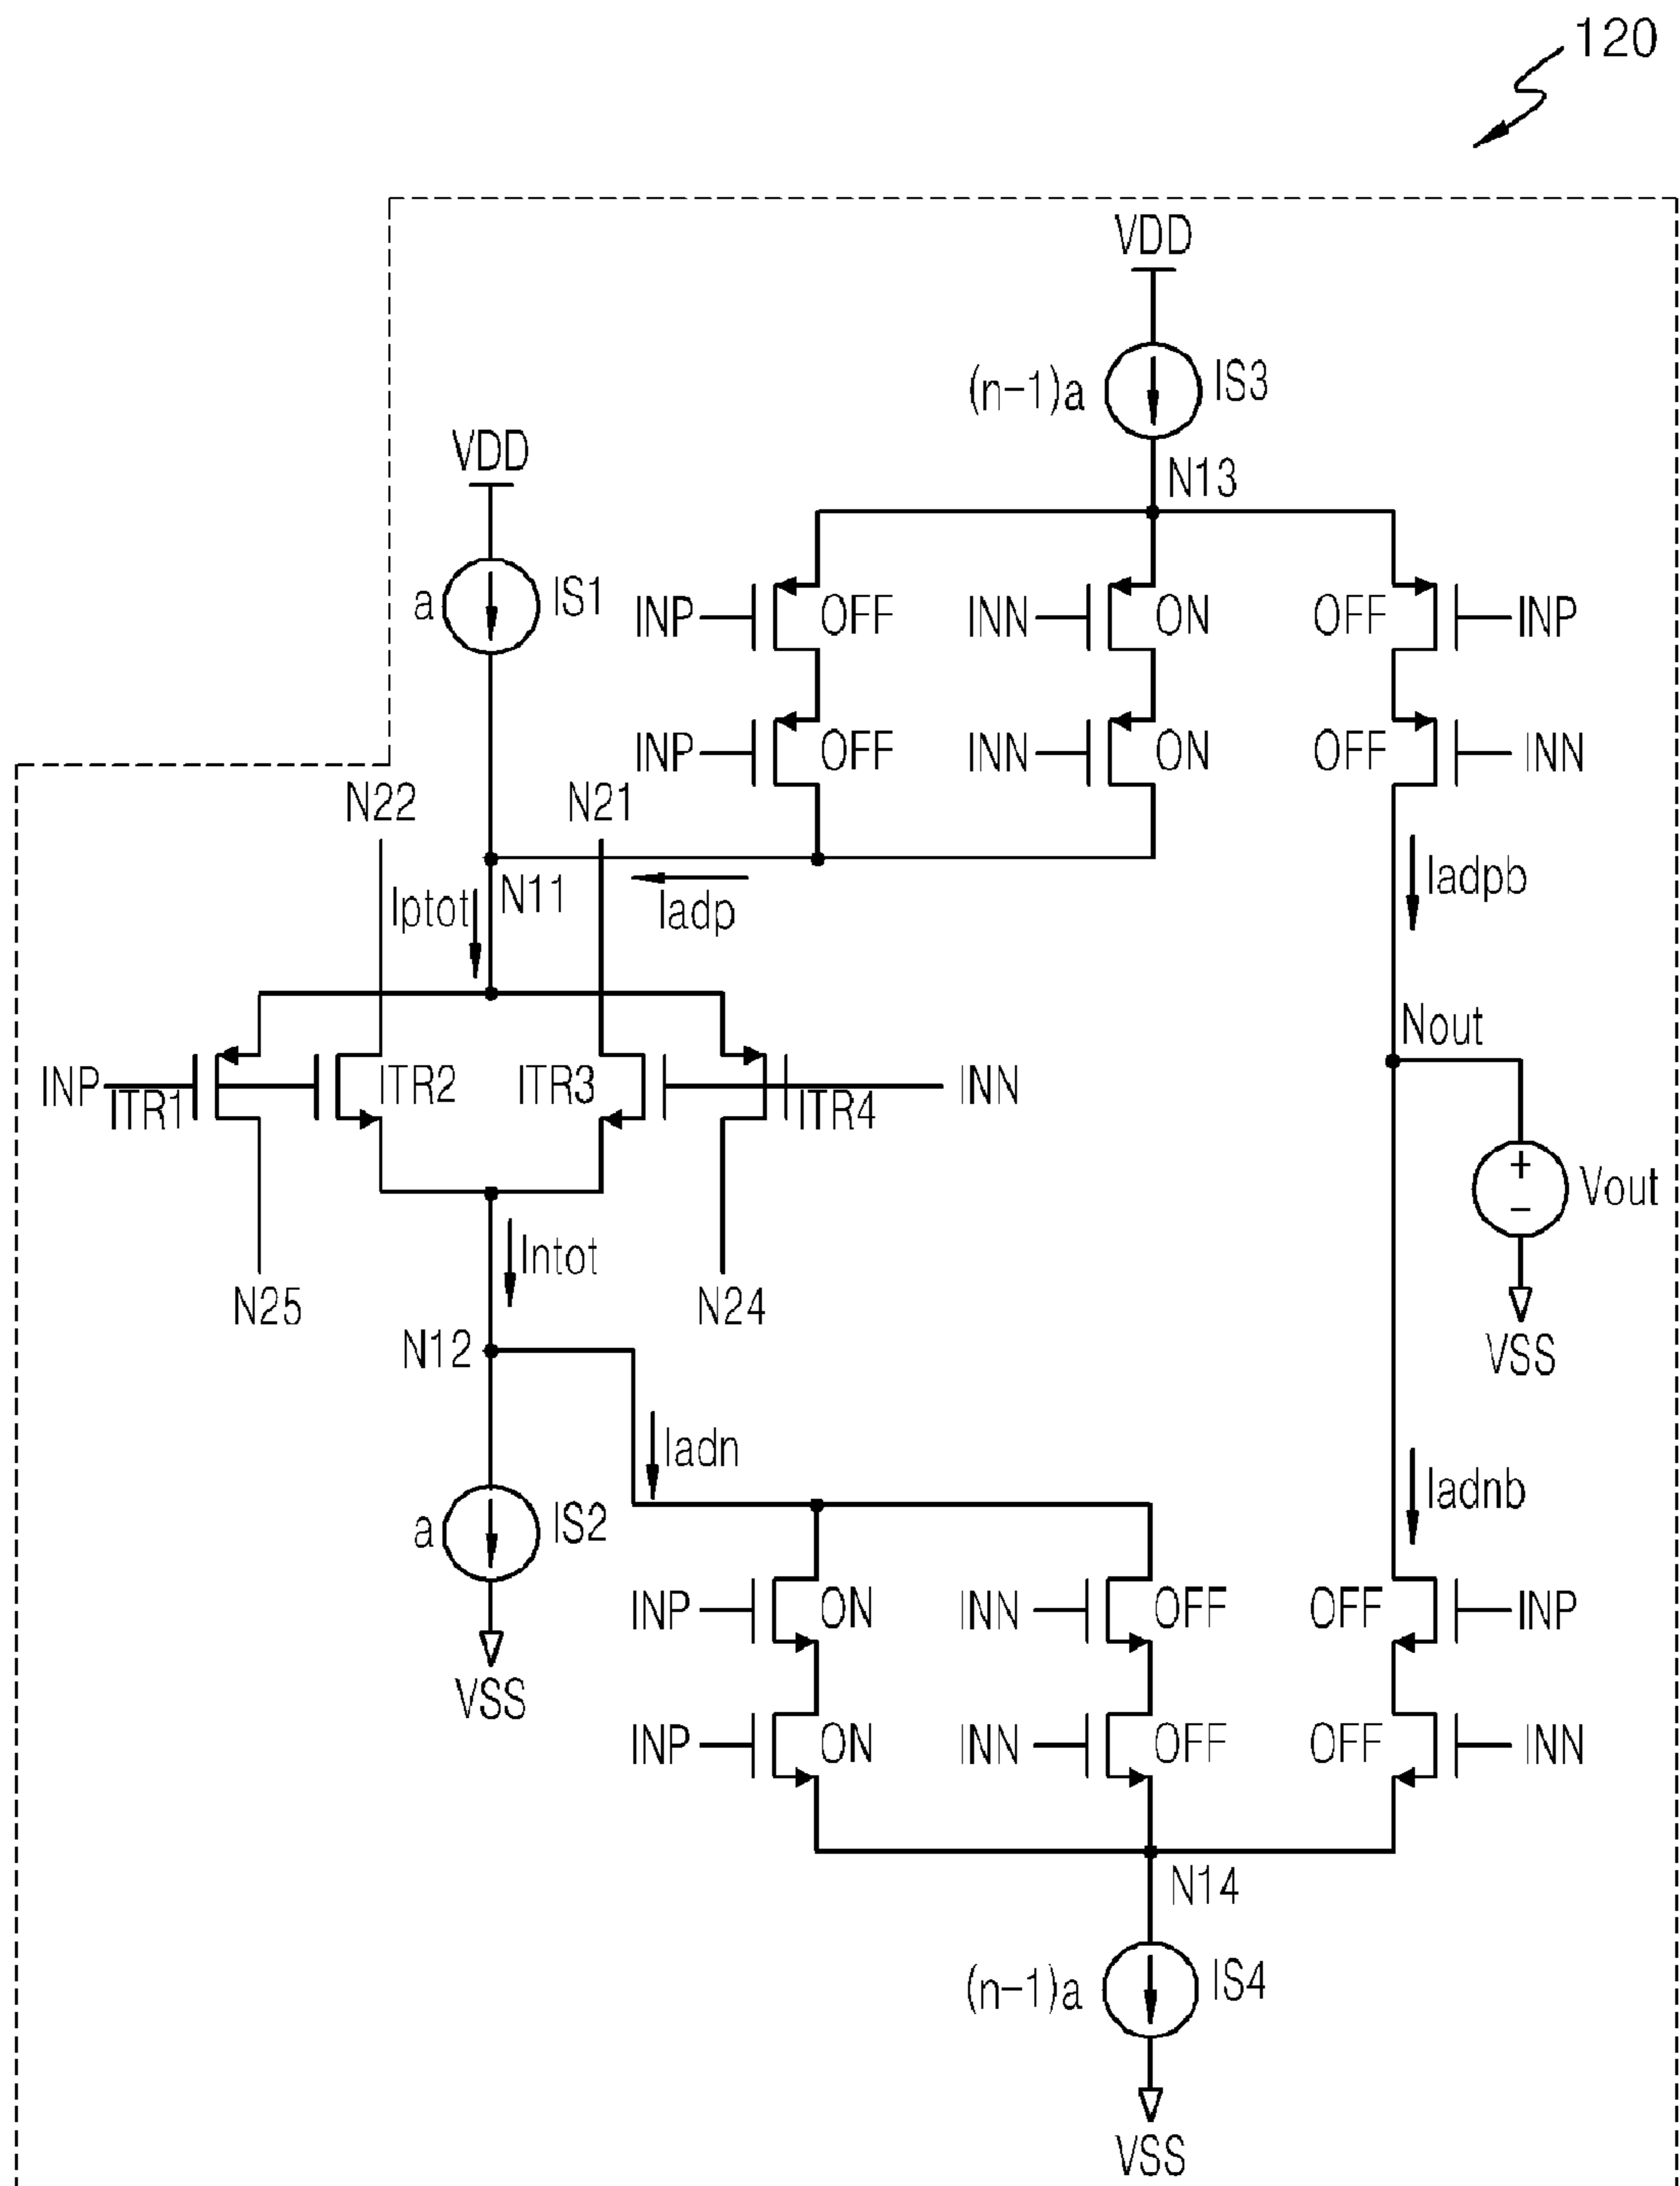 120
VDD
(n-1)a IS3
N13
VDD
a IS1
INP OFF INN ON OFF INP
INP OFF INN ON OFF INN
N22 N21
N11
Iptot Iadp Iadpb
Nout
INP ITR1 ITR2 ITR3 ITR4 INN
+
-
Vout
Intot
N25 N24
N12 VSS
Iadn Iadnb
a IS2
INP ON INN OFF OFF INP
VSS
INP ON INN OFF OFF INN
N14
(n-1)a IS4
VSS